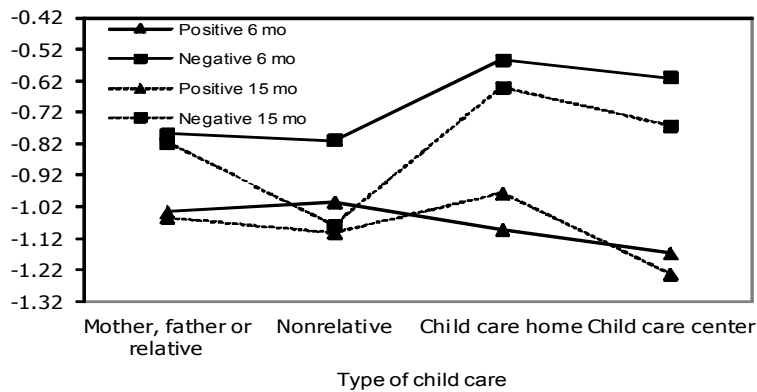 -0.42
-0.52
-0.62
-0.72
-0.82
-0.92
-1.02
-1.12
-1.22
-1.32
Positive 6 mo
Negative 6 mo
Positive 15 mo
Negative 15 mo
Mother, father or
relative
Nonrelative
Child care home
Child care center
Type of child care